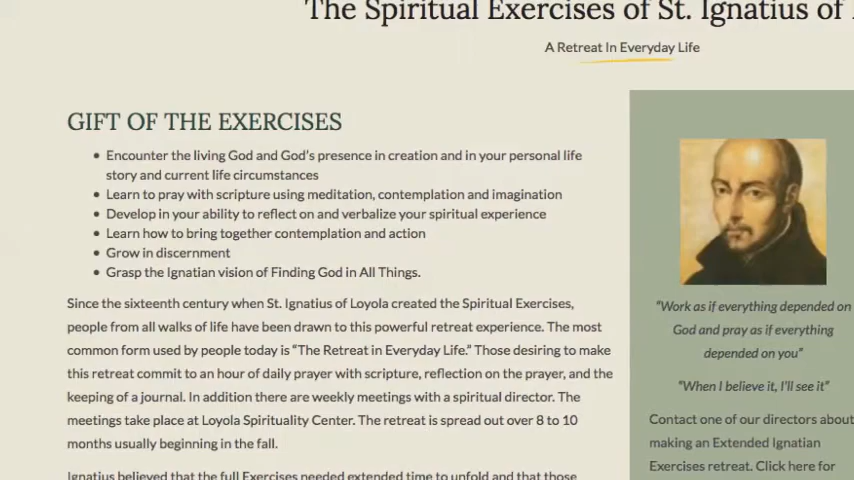 The Spiritual Exercises of St. Ignatius of
A Retreat In Everyday Life
GIFT OF THE EXERCISES
• Encounter the living God and God's presence in creation and in your personal life
story and current life circumstances
• Learn to pray with scripture using meditation, contemplation and imagination
• Develop in your ability to reflect on and verbalize your spiritual experience
• Learn how to bring together contemplation and action
• Grow in discernment
• Grasp the Ignatian vision of Finding God in All Things.
Since the sixteenth century when St. Ignatius of Loyola created the Spiritual Exercises,
people from all walks of life have been drawn to this powerful retreat experience. The most
common form used by people today is “The Retreat in Everyday Life.” Those desiring to make
this retreat commit to an hour of daily prayer with scripture, reflection on the prayer, and the
keeping of a journal. In addition there are weekly meetings with a spiritual director. The
meetings take place at Loyola Spirituality Center. The retreat is spread out over 8 to 10
months usually beginning in the fall.
Ignatius believed that the full Exercises needed extended time to unfold and that those
“Work as if everything depended on
God and pray as if everything
depended on you”
“When I believe it, I'll see it”
Contact one of our directors about
making an Extended Ignatian
Exercises retreat. Click here for